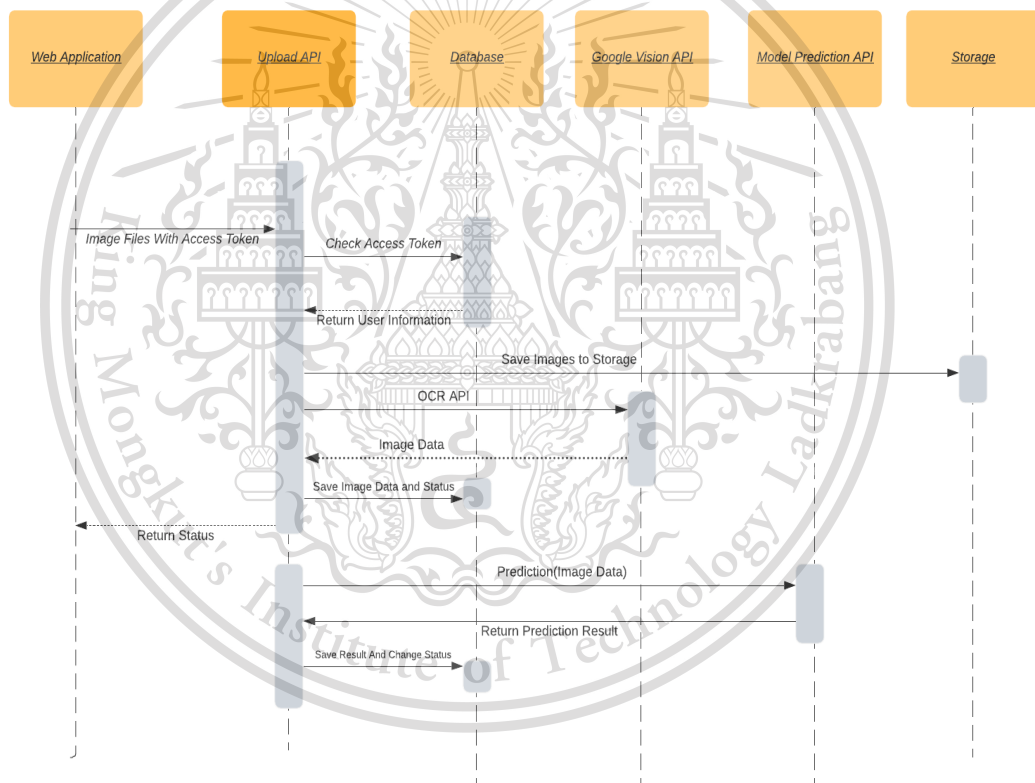 Web Application
Upload API
Database
Google Vision API
Model Prediction API
Storage
Image Files With Access Token
Check Access Token
Return User Information
Save Images to Storage
OCR API
Image Data
Save Image Data and Status
Return Status
Prediction(Image Data)
Return Prediction Result
Save Result And Change Status
King Mongkut's Institute of Technology Ladkrabang